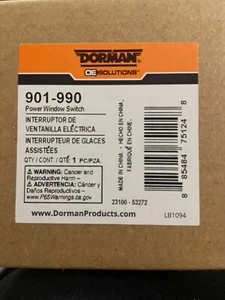 DORMAN®
OE SOLUTIONS™
901-990
Power Window Switch
INTERRUPTOR DE
VENTANILLA ELÉCTRICA
INTERRUPTEUR DE GLACES
ASSISTÉES
QTY / CONT. / QTÉ: 1 PC/PZA.
WARNING: Cancer and
Reproductive Harm –
ADVERTENCIA: Cáncer y
Daños Reproductivos -
www.P65Warnings.ca.gov
MADE IN CHINA. - HECHO EN CHINA.
FABRIQUÉ EN CHINE.
8 85484 75124 8
23100 - 53272
www.DormanProducts.com
LB1094